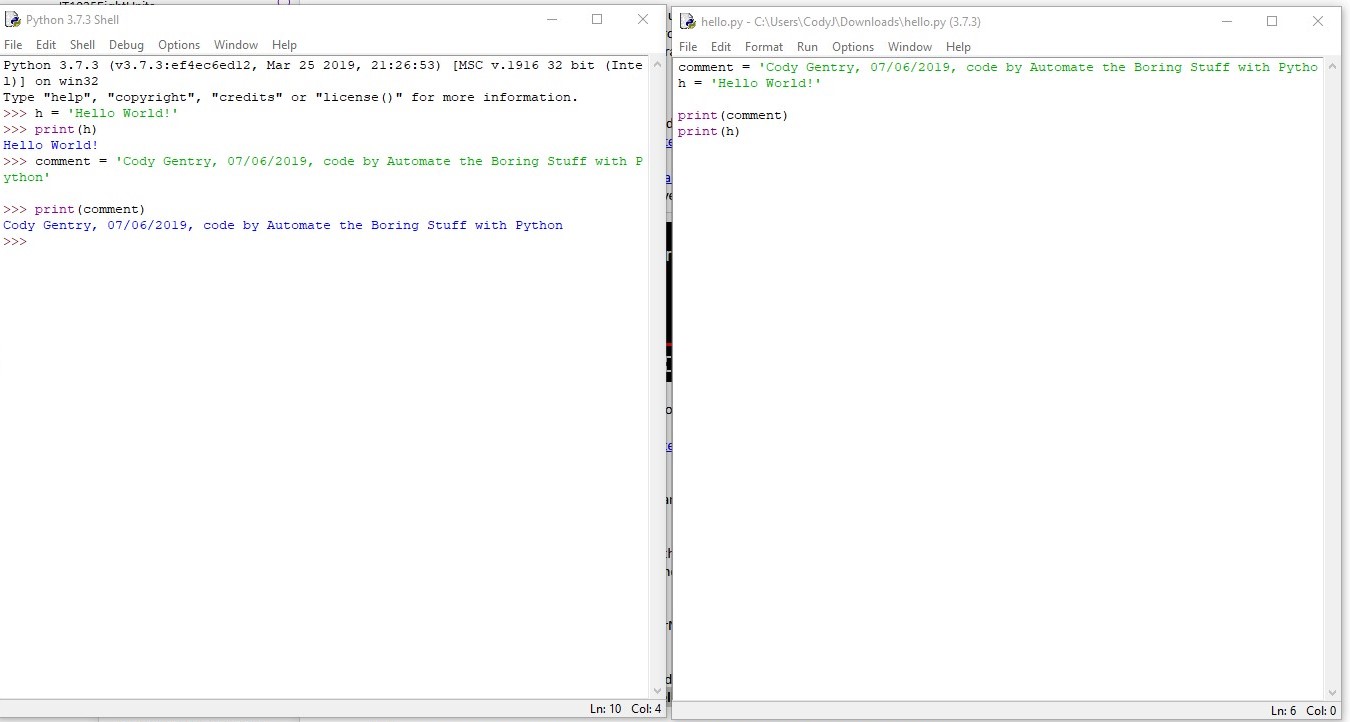 Python 3.7.3 Shell
File Edit Shell Debug Options Window Help
Python 3.7.3 (v3.7.3:ef4ec6ed12, Mar 25 2019, 21:26:53) [MSC v.1916 32 bit (Inte
l)] on win32
Type "help", "copyright", "credits" or "license()" for more information.
>>> h = 'Hello World!'
>>> print(h)
Hello World!
>>> comment = 'Cody Gentry, 07/06/2019, code by Automate the Boring Stuff with P
ython'
>>> print(comment)
Cody Gentry, 07/06/2019, code by Automate the Boring Stuff with Python
>>>
Ln: 10 Col: 4
hello.py - C:\Users\CodyJ\Downloads\hello.py (3.7.3)
File Edit Format Run Options Window Help
comment = 'Cody Gentry, 07/06/2019, code by Automate the Boring Stuff with Pytho
h = 'Hello World!'
print(comment)
print(h)
Ln: 6 Col: 0